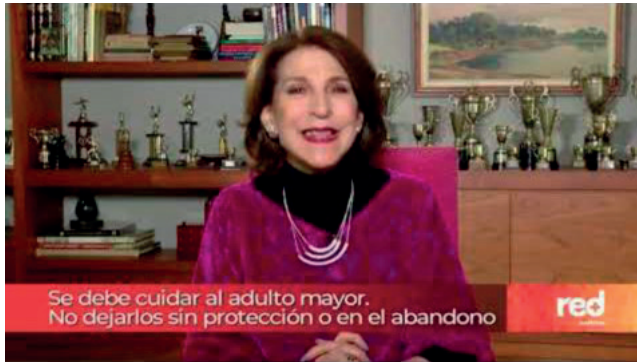 Se debe cuidar al adulto mayor.
No dejarlos sin protección o en el abandono
red